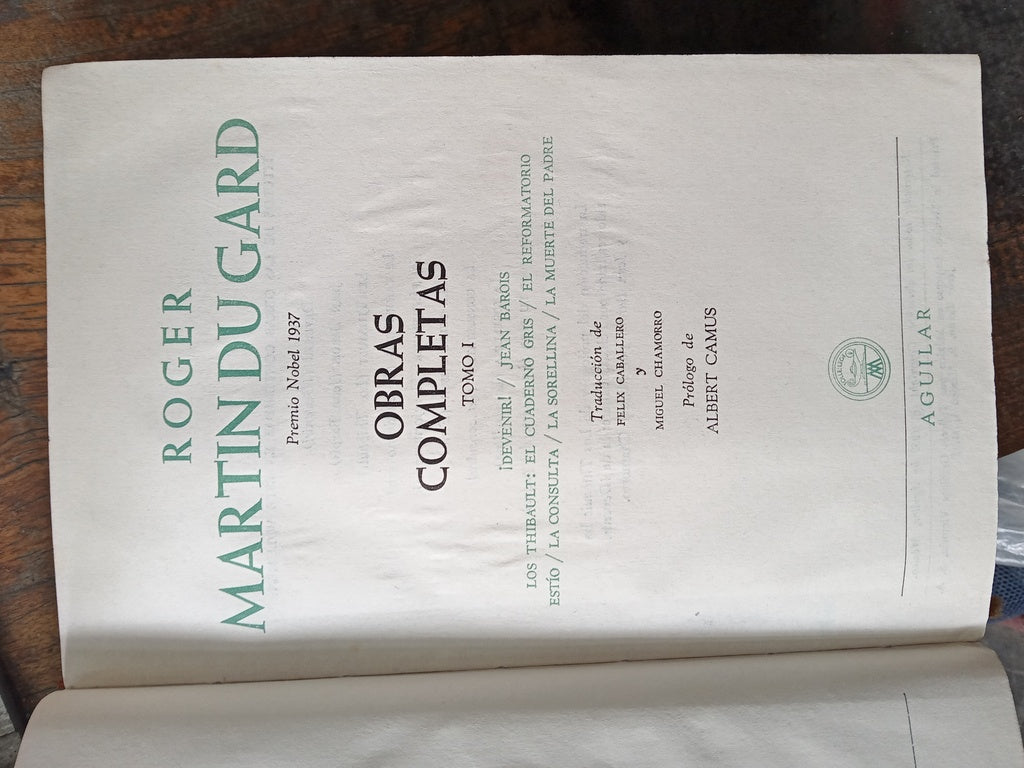 ROGER
MARTIN DU GARD
Premio Nobel 1937
OBRAS
COMPLETAS
TOMO I
¡DEVENIR! / JEAN BAROIS
LOS THIBAULT: EL CUADERNO GRIS / EL REFORMATORIO
ESTÍO / LA CONSULTA / LA SORELLINA / LA MUERTE DEL PADRE
Traducción de
FELIX CABALLERO
y
MIGUEL CHAMORRO
Prólogo de
ALBERT CAMUS
AGUILAR